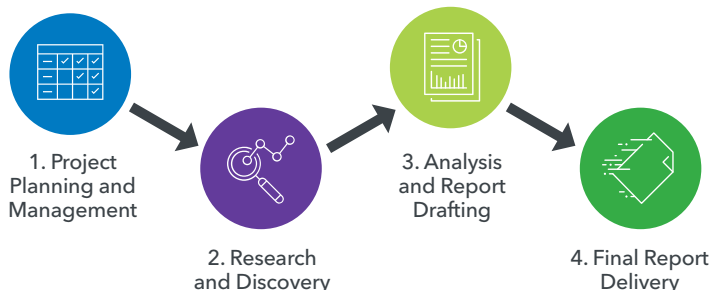 1. Project
Planning and
Management
2. Research
and Discovery
3. Analysis
and Report
Drafting
4. Final Report
Delivery